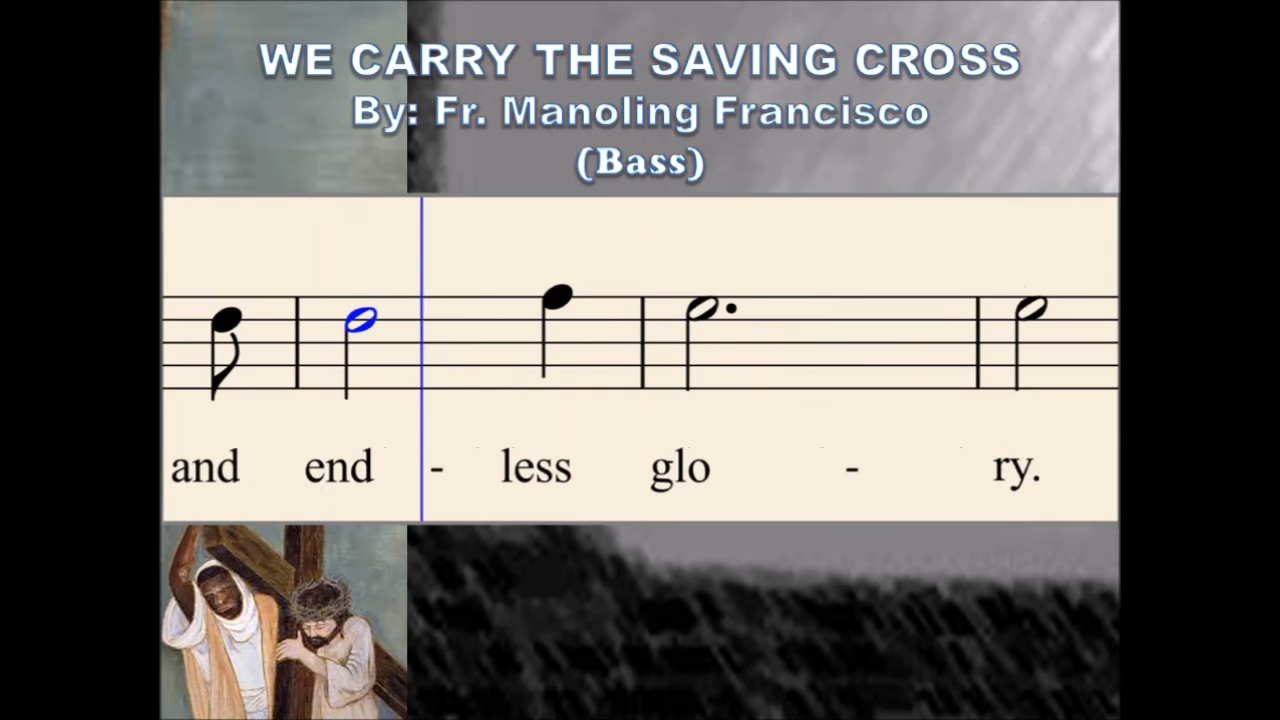 WE CARRY THE SAVING CROSS
By: Fr. Manoling Francisco
(Bass)
and end - less glo - ry.